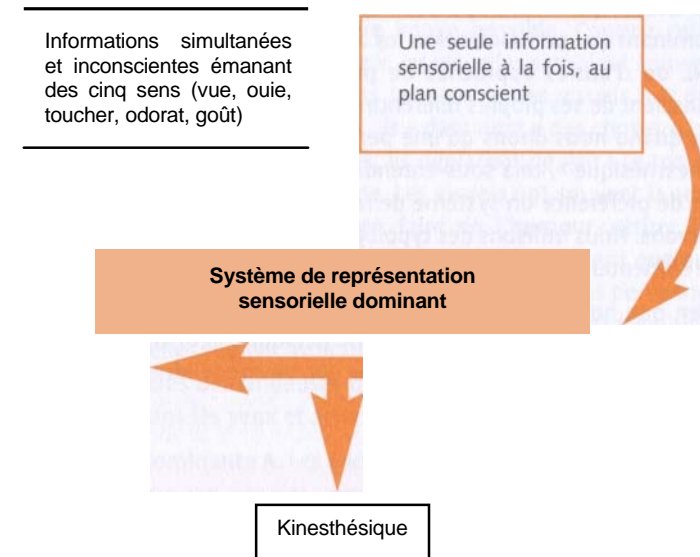 Informations simultanées
et inconscientes émanant
des cinq sens (vue, ouie,
toucher, odorat, goût)
Une seule information
sensorielle à la fois, au
plan conscient
Système de représentation
sensorielle dominant
Kinesthésique